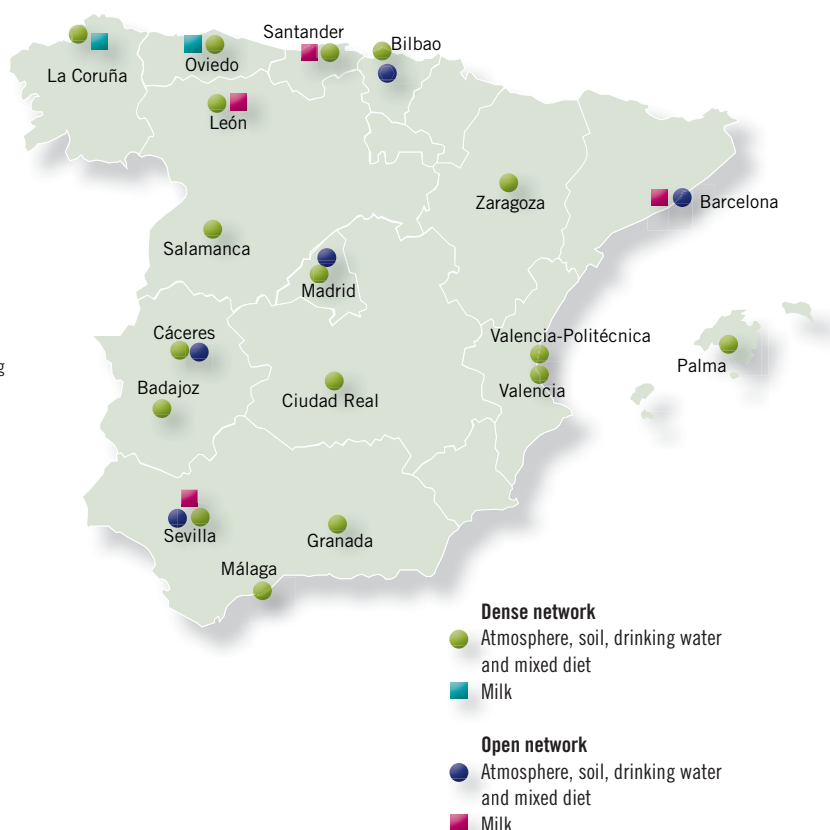 Santander
Bilbao
La Coruña
Oviedo
León
Zaragoza
Barcelona
Salamanca
Madrid
Cáceres
Valencia-Politécnica
Palma
g
Badajoz
Ciudad Real
Valencia
Sevilla
Granada
Málaga
Dense network
Atmosphere, soil, drinking water
and mixed diet
Milk
Open network
Atmosphere, soil, drinking water
and mixed diet
Milk